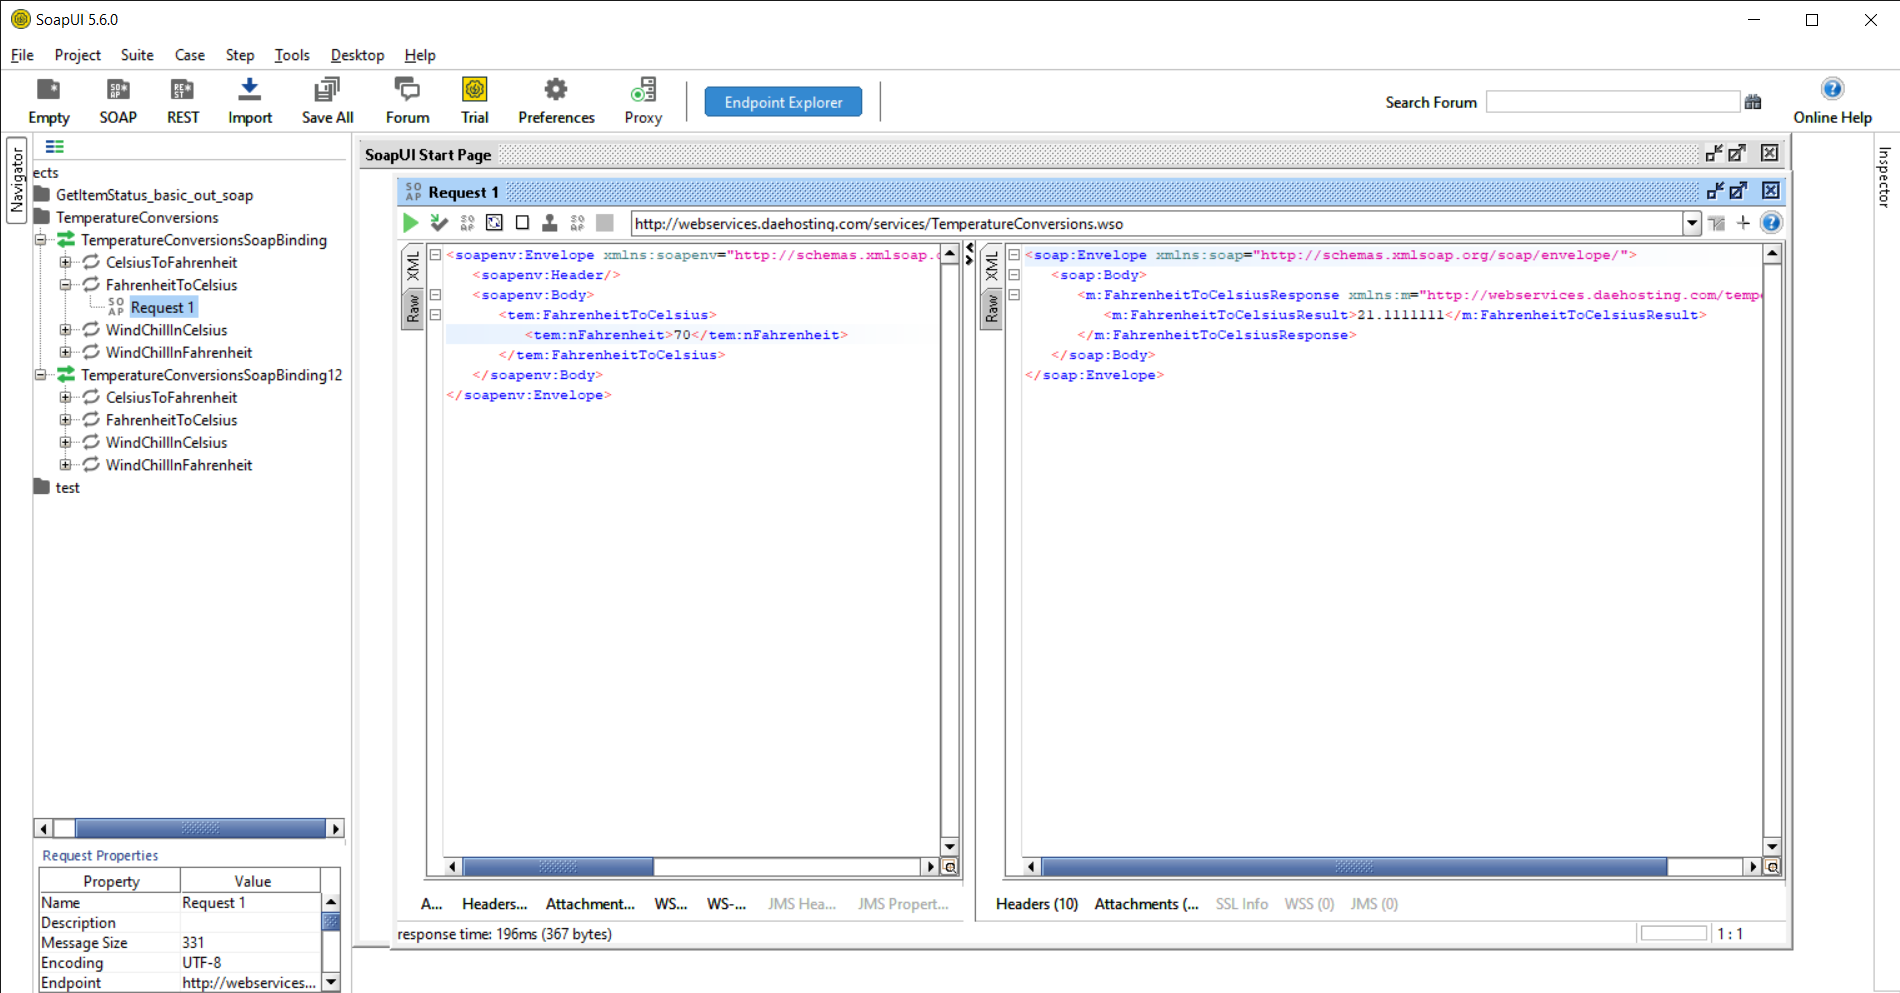 SoapUI 5.6.0
File Project Suite Case Step Tools Desktop Help
Empty SOAP REST Import Save All Forum Trial Preferences Proxy Endpoint Explorer Search Forum Online Help
Navigator
ects
GetItemStatus_basic_out_soap
TemperatureConversions
TemperatureConversionsSoapBinding
CelsiusToFahrenheit
FahrenheitToCelsius
Request 1
WindChillInCelsius
WindChillInFahrenheit
TemperatureConversionsSoapBinding12
CelsiusToFahrenheit
FahrenheitToCelsius
WindChillInCelsius
WindChillInFahrenheit
test
Request Properties
Property Value
Name Request 1
Description
Message Size 331
Encoding UTF-8
Endpoint http://webservices...
SoapUI Start Page
Request 1
http://webservices.daehosting.com/services/TemperatureConversions.wso
XML
Raw
<soapenv:Envelope xmlns:soapenv="http://schemas.xmlsoap.
<soapenv:Header/>
<soapenv:Body>
<tem:FahrenheitToCelsius>
<tem:nFahrenheit>70</tem:nFahrenheit>
</tem:FahrenheitToCelsius>
</soapenv:Body>
</soapenv:Envelope>
A... Headers... Attachment... WS... WS-... JMS Hea... JMS Propert...
XML
Raw
<soap:Envelope xmlns:soap="http://schemas.xmlsoap.org/soap/envelope/">
<soap:Body>
<m:FahrenheitToCelsiusResponse xmlns:m="http://webservices.daehosting.com/temp
<m:FahrenheitToCelsiusResult>21.1111111</m:FahrenheitToCelsiusResult>
</m:FahrenheitToCelsiusResponse>
</soap:Body>
</soap:Envelope>
Headers (10) Attachments (... SSL Info WSS (0) JMS (0)
response time: 196ms (367 bytes)
1 : 1
Inspector